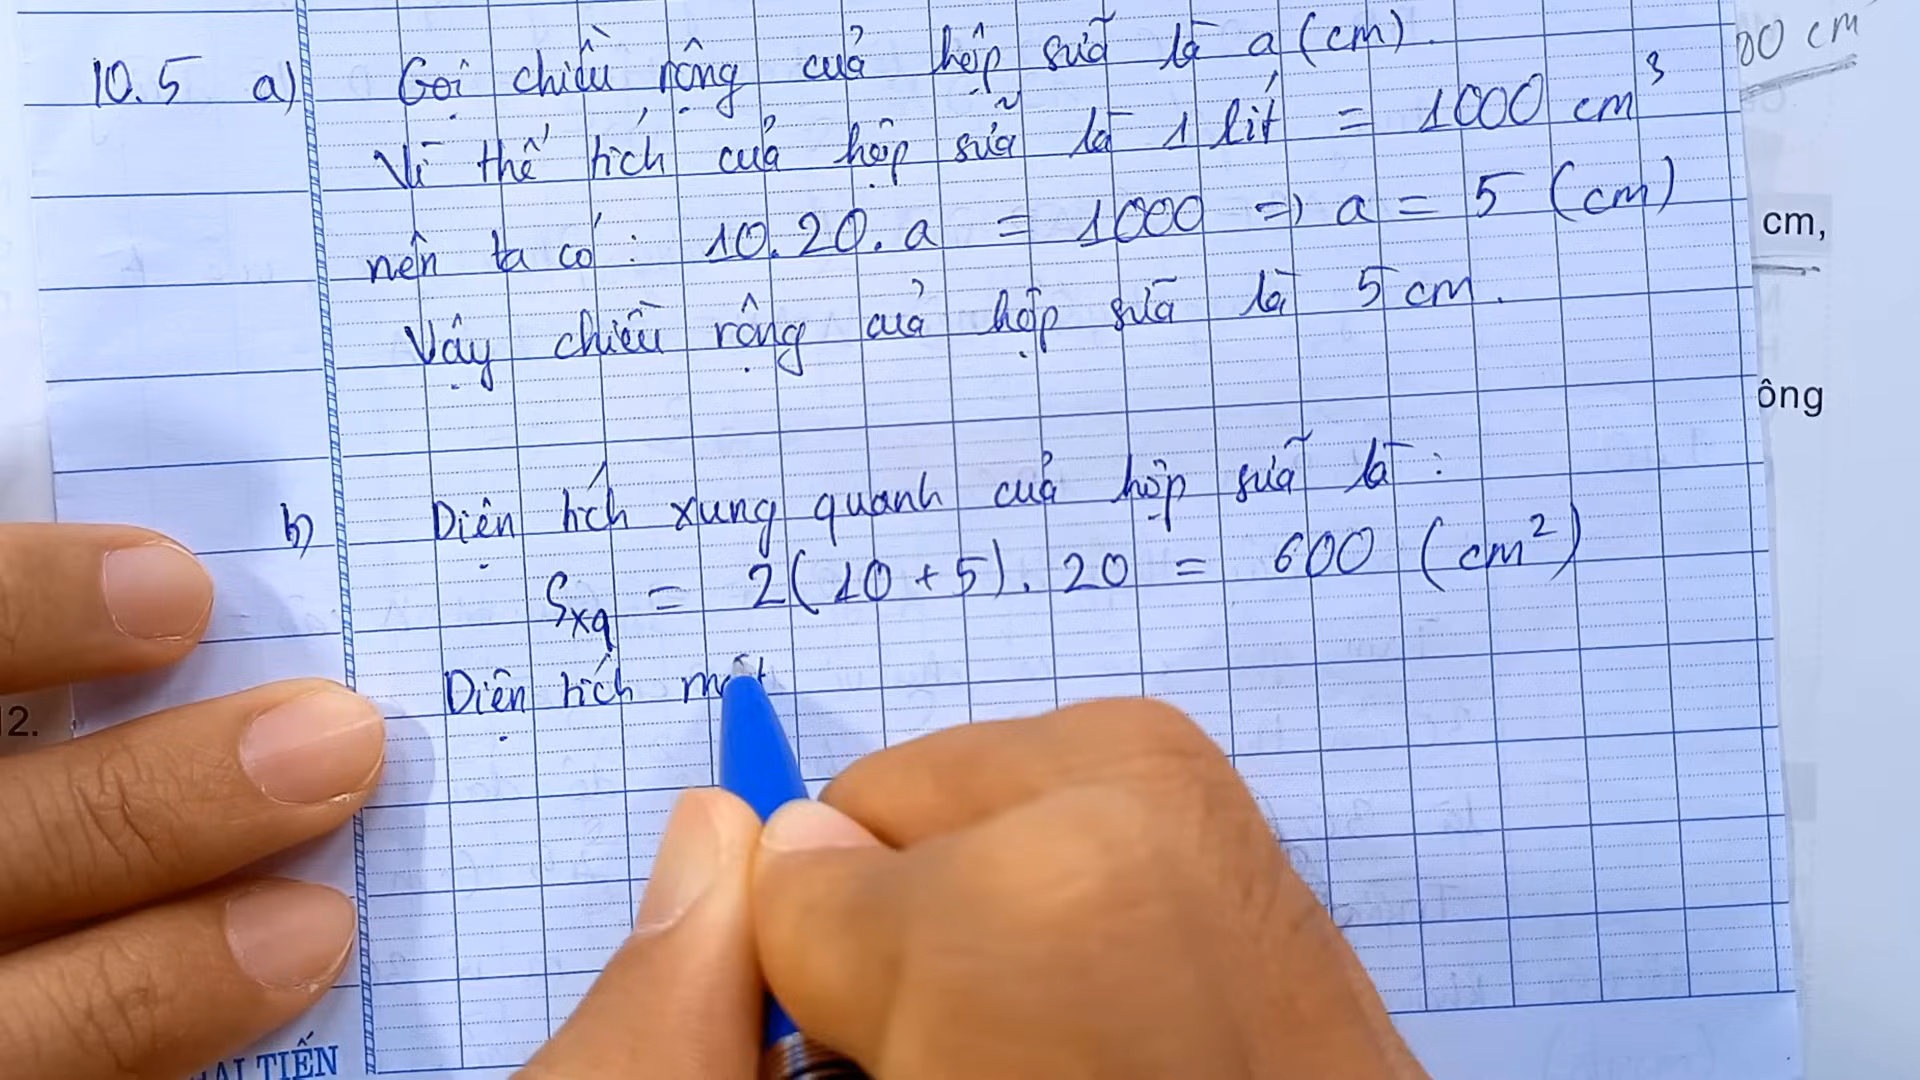 10.5 a) Gọi chiều rộng của hộp sữa là a (cm).
Vì thể tích của hộp sữa là 1 lít = 1000 cm³
nên ta có: 10.20.a = 1000 => a = 5 (cm)
Vậy chiều rộng của hộp sữa là 5 cm.
b) Diện tích xung quanh của hộp sữa là:
Sxq = 2(10+5).20 = 600 (cm²)
Diện tích
00 cm
cm,
ông
12.
TIẾN